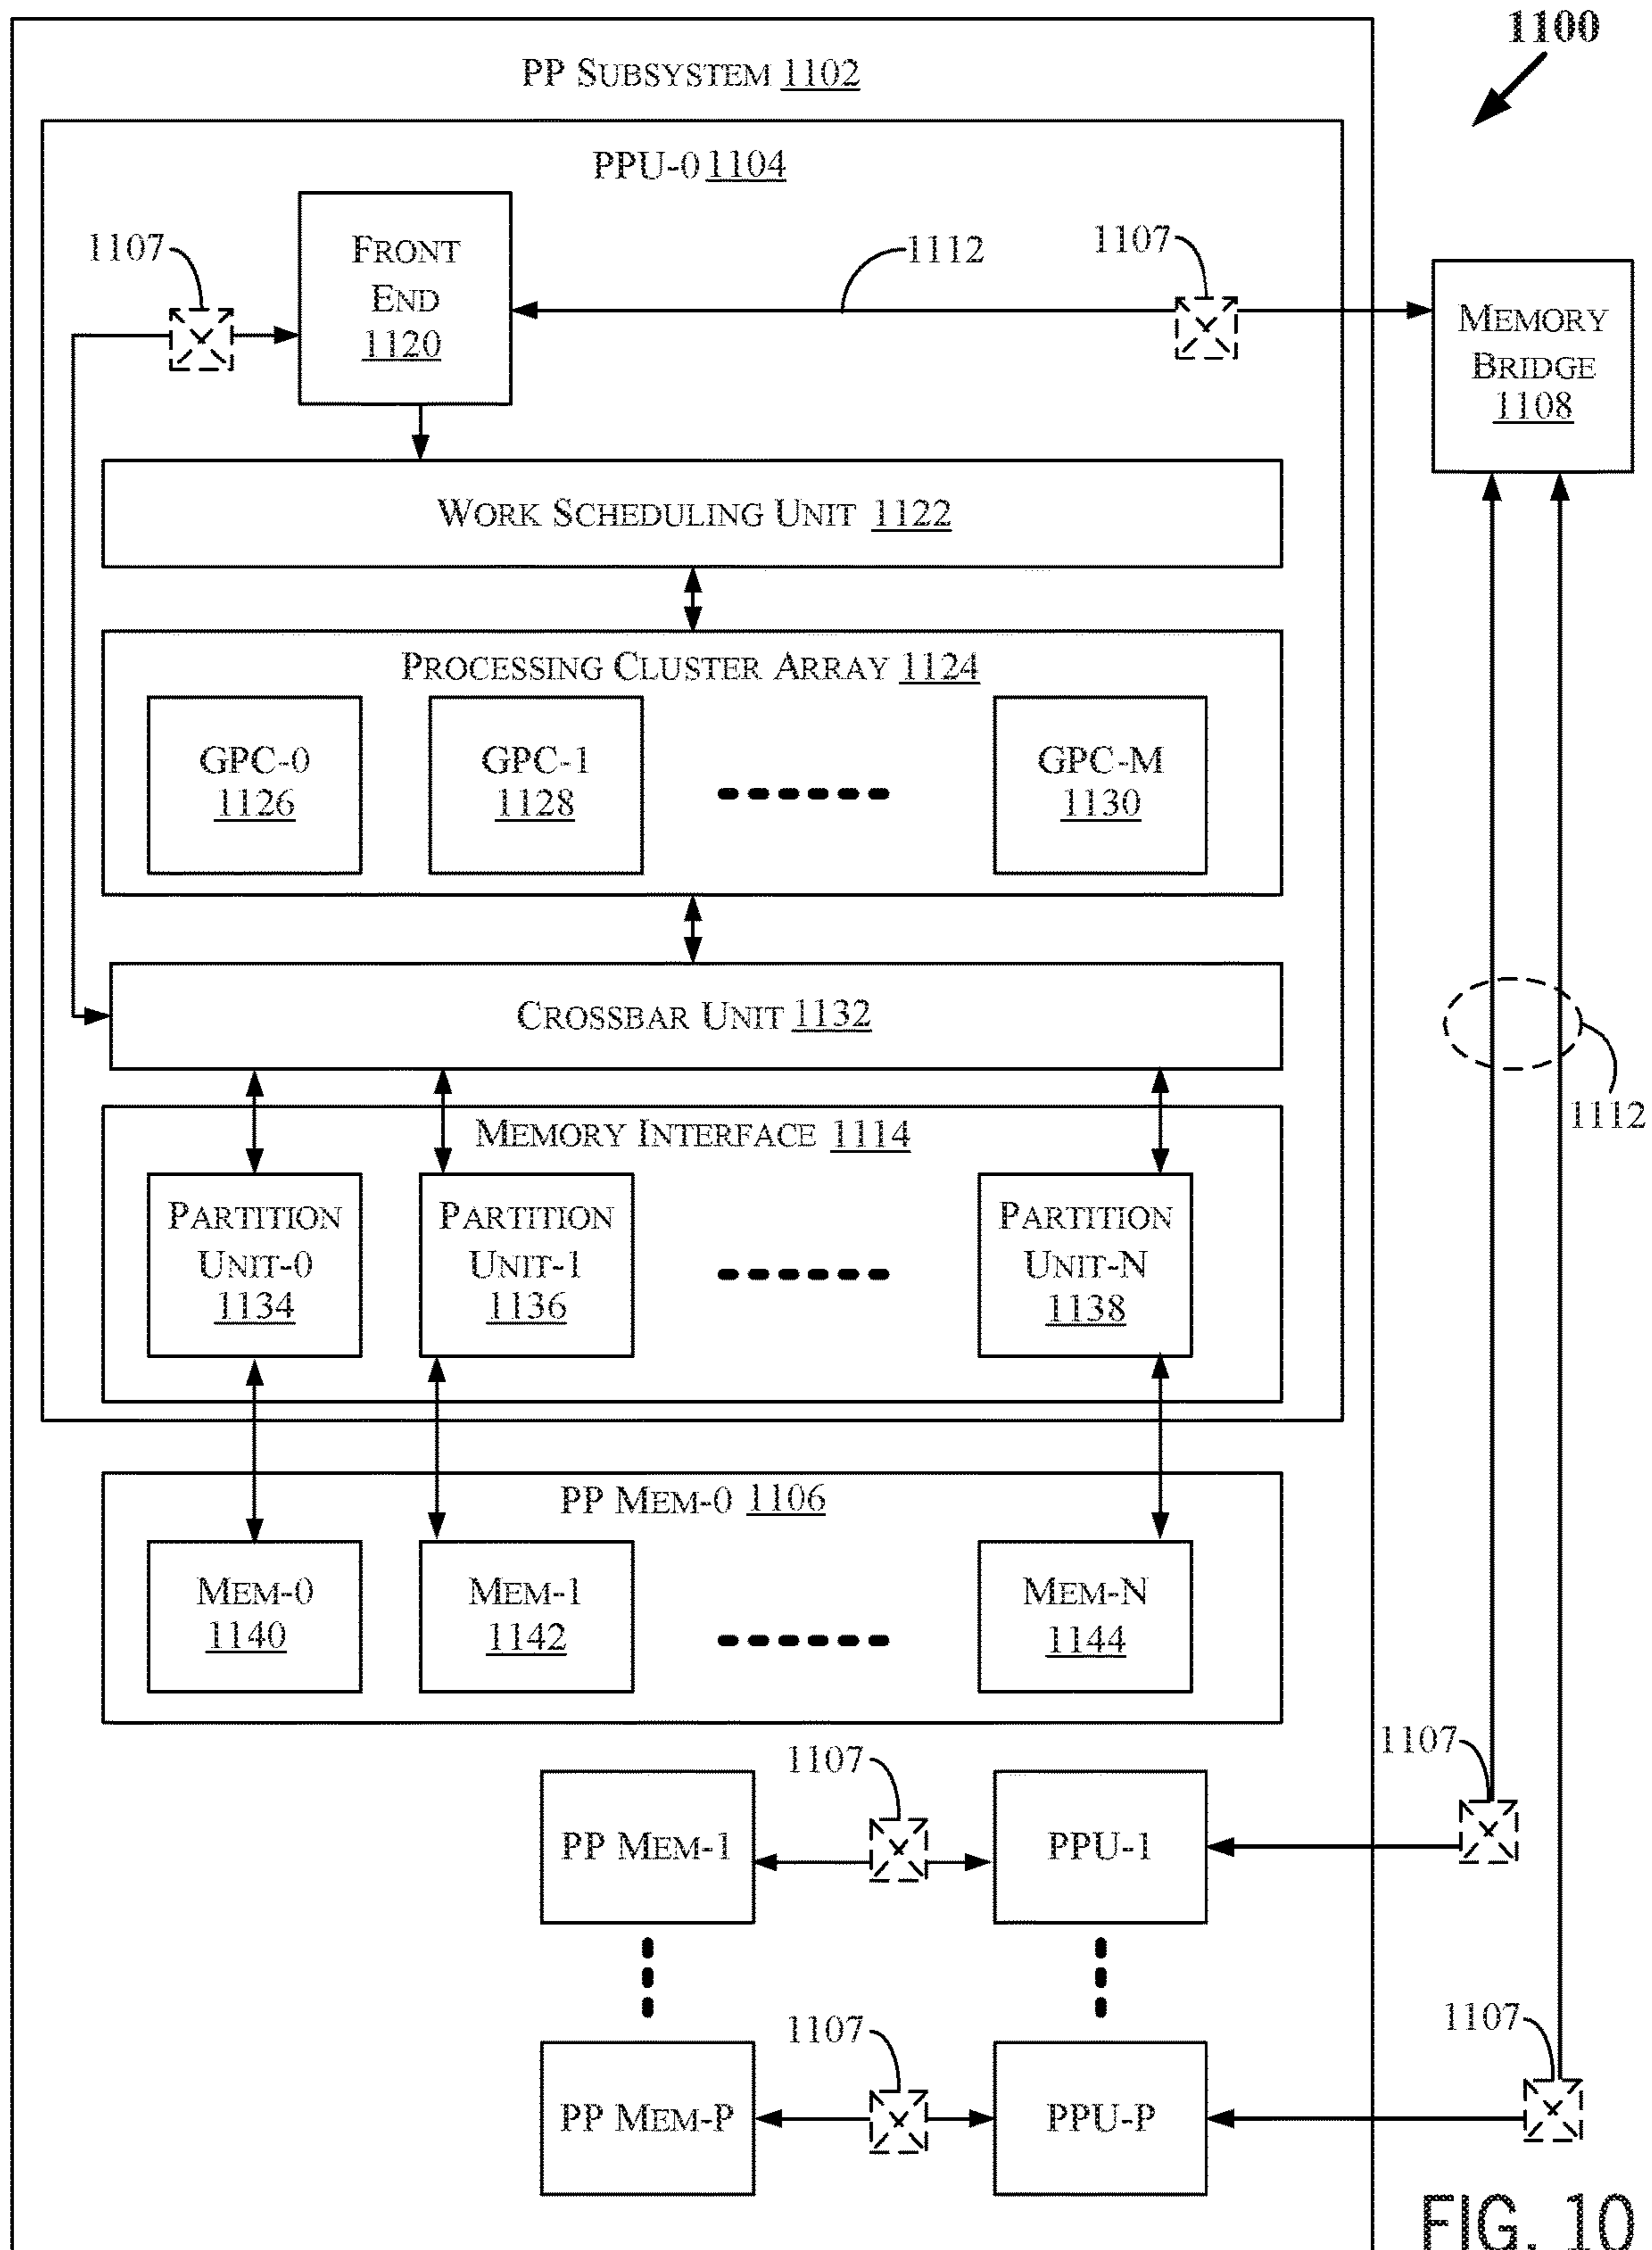 1100
PP SUBSYSTEM 1102
PPU-0 1104
1107
FRONT
END
1120
1112
1107
MEMORY
BRIDGE
1108
WORK SCHEDULING UNIT 1122
PROCESSING CLUSTER ARRAY 1124
GPC-0
1126
GPC-1
1128
GPC-M
1130
CROSSBAR UNIT 1132
1112
MEMORY INTERFACE 1114
PARTITION
UNIT-0
1134
PARTITION
UNIT-1
1136
PARTITION
UNIT-N
1138
PP MEM-0 1106
MEM-0
1140
MEM-1
1142
MEM-N
1144
1107
1107
PP MEM-1
PPU-1
1107
1107
PP MEM-P
PPU-P
FIG. 10